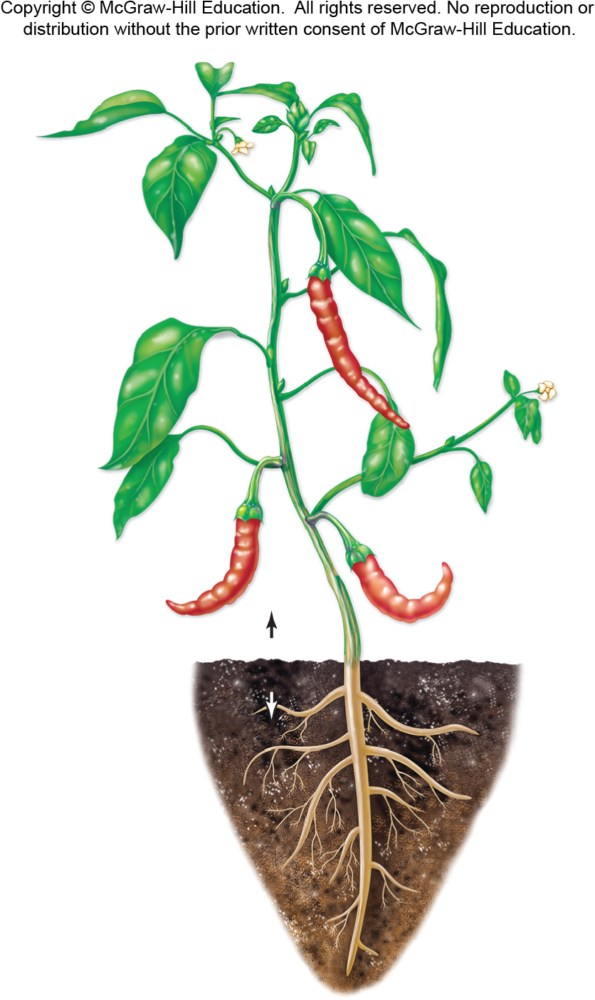 Copyright © McGraw-Hill Education.  All rights reserved. No reproduction or
distribution without the prior written consent of McGraw-Hill Education.